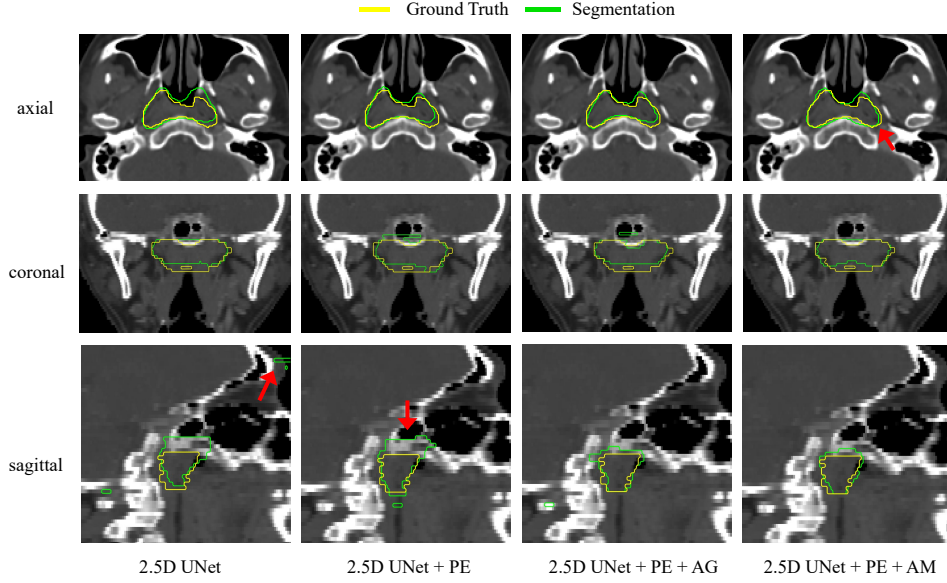 Ground Truth Segmentation
axial
coronal
sagittal
2.5D UNet 2.5D UNet + PE 2.5D UNet + PE + AG 2.5D UNet + PE + AM